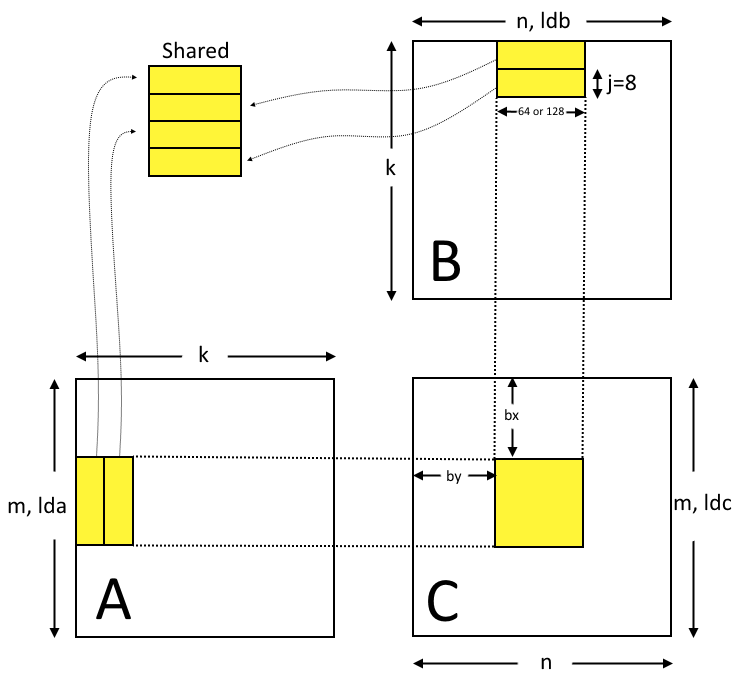 n, ldb
Shared
j=8
64 or 128
k
B
k
bx
by
m, lda
m, ldc
A
C
n